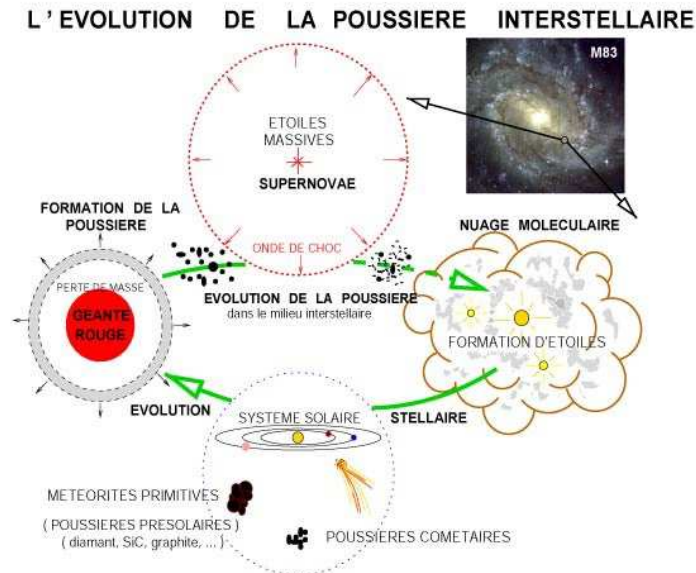 L'EVOLUTION DE LA POUSSIERE INTERSTELLAIRE
M83
ETOILES
MASSIVES
SUPERNOVAE
ONDE DE CHOC
FORMATION DE LA
POUSSIERE
PERTE DE MASSE
GEANTE
ROUGE
EVOLUTION DE LA POUSSIERE
dans le milieu interstellaire
NUAGE MOLECULAIRE
FORMATION D'ETOILES
EVOLUTION
STELLAIRE
SYSTEME SOLAIRE
METEORITES PRIMITIVES
( POUSSIERES PRESOLAIRES )
( diamant, SiC, graphite, ... )
POUSSIERES COMETAIRES